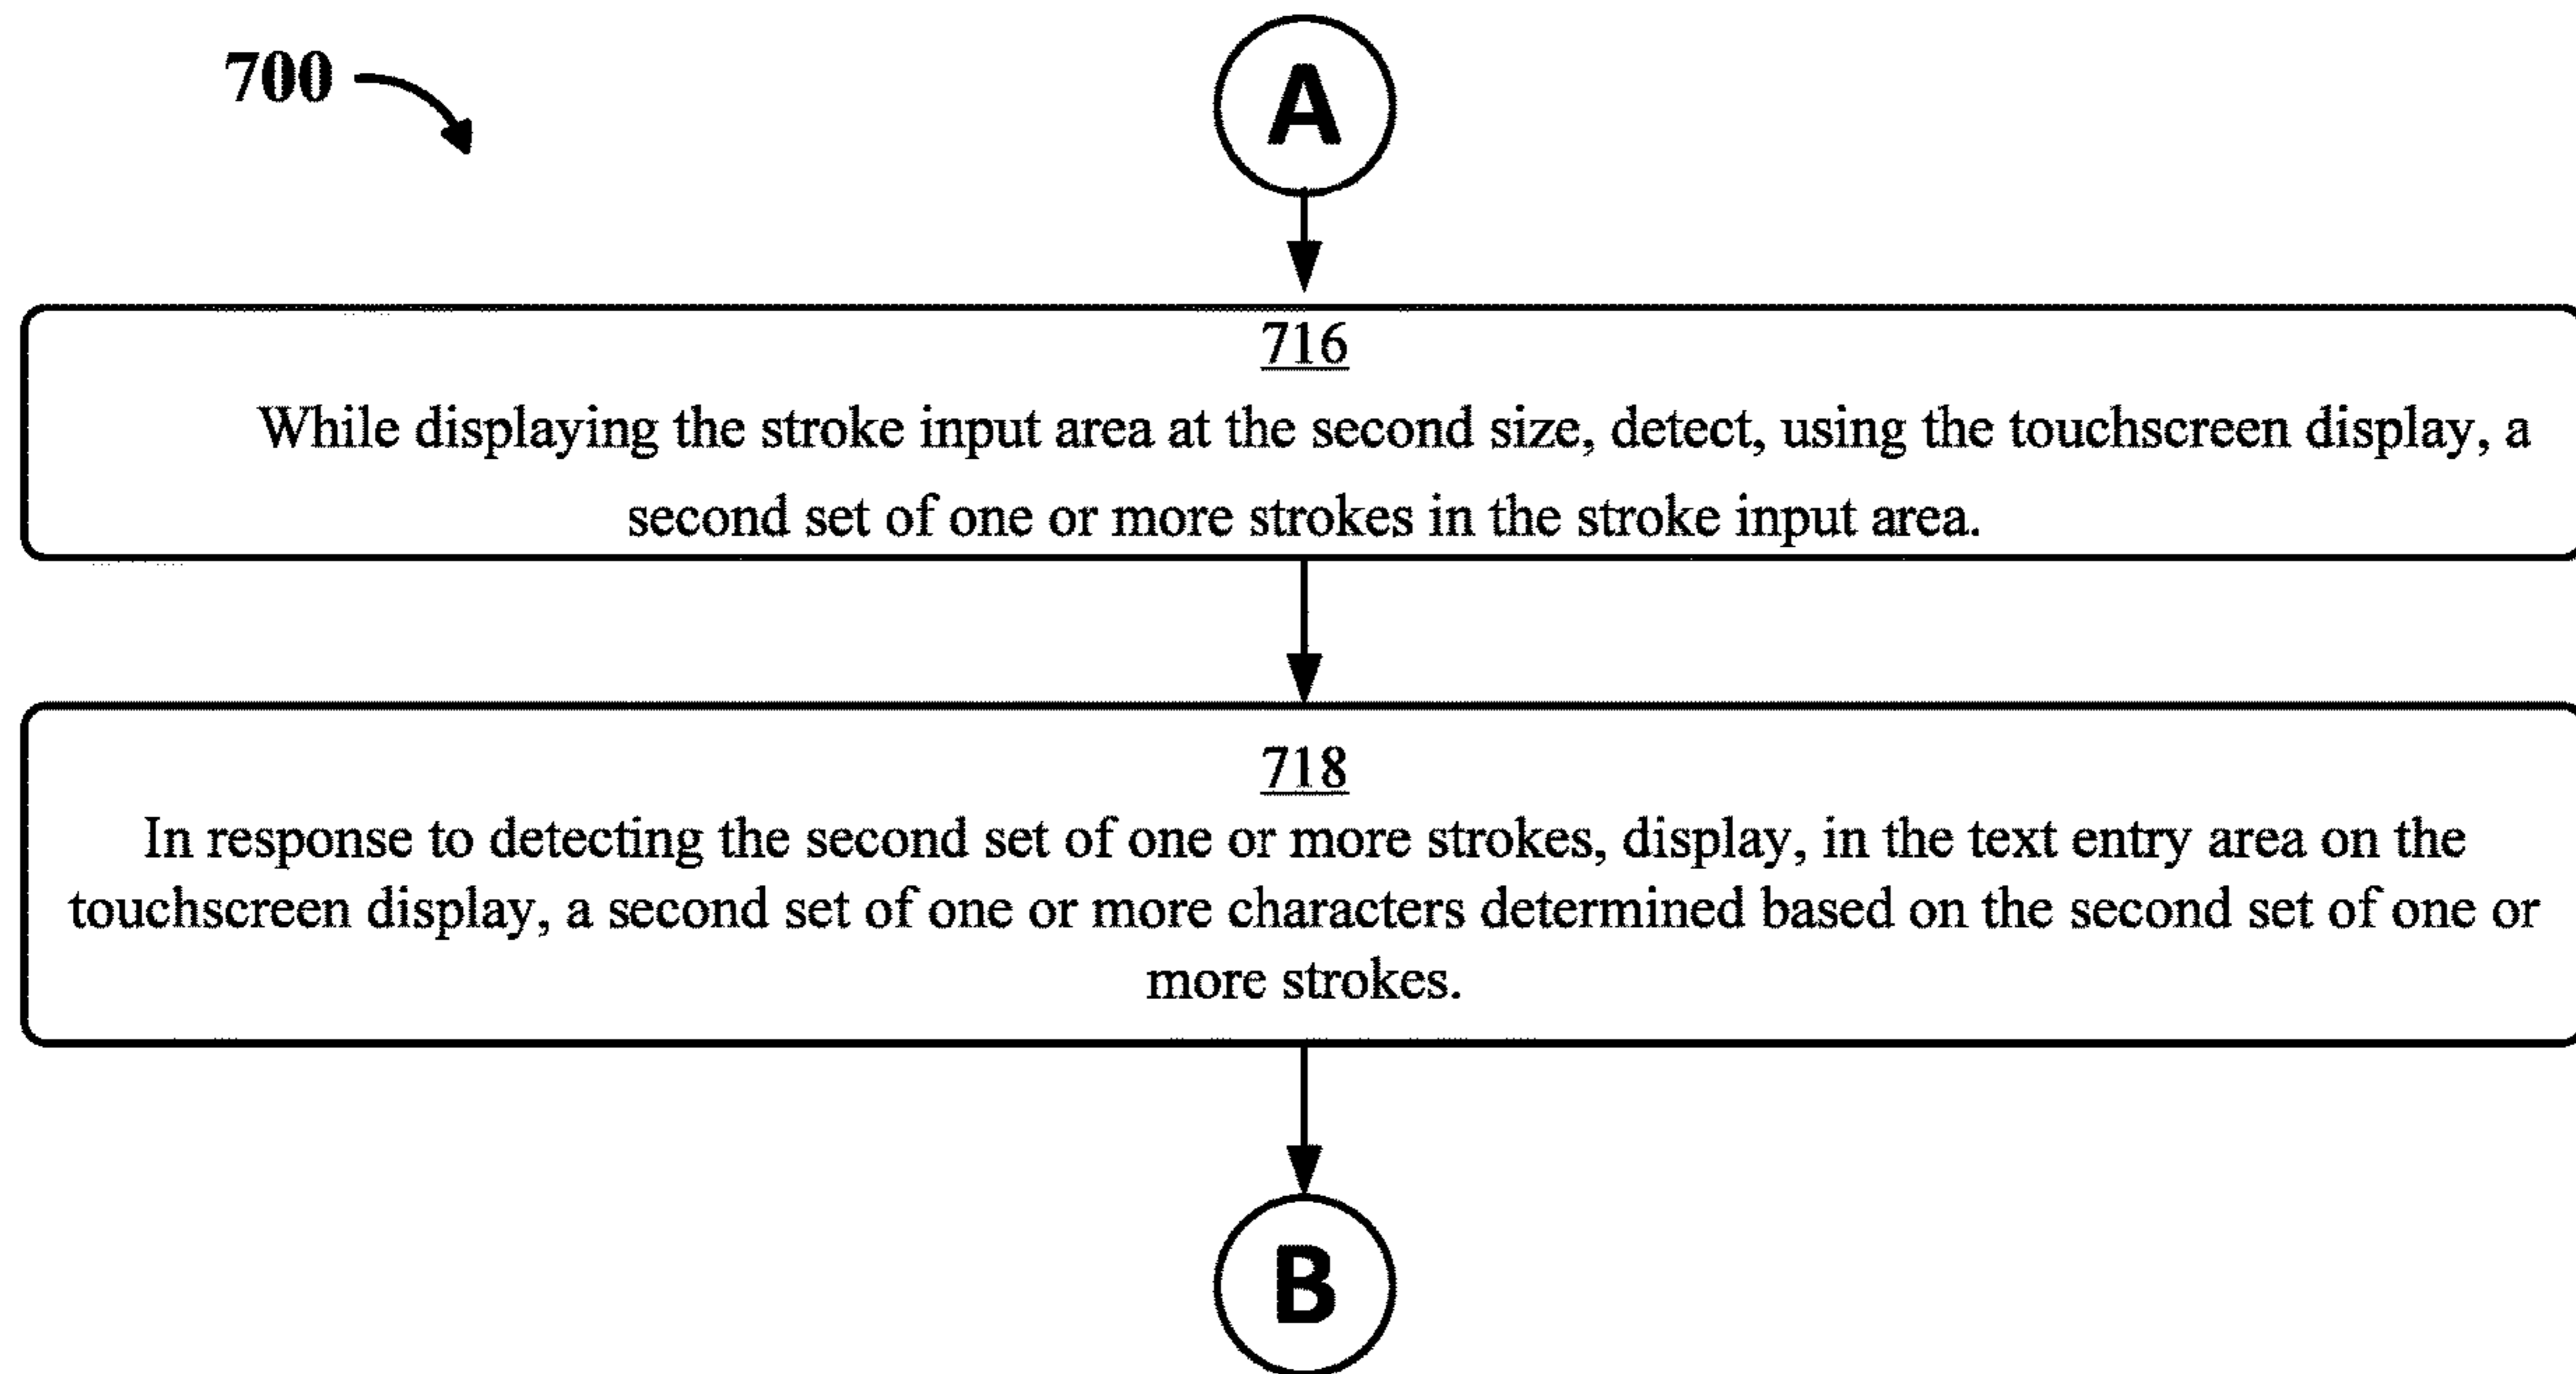 700
A
716
While displaying the stroke input area at the second size, detect, using the touchscreen display, a
second set of one or more strokes in the stroke input area.
718
In response to detecting the second set of one or more strokes, display, in the text entry area on the
touchscreen display, a second set of one or more characters determined based on the second set of one or
more strokes.
B